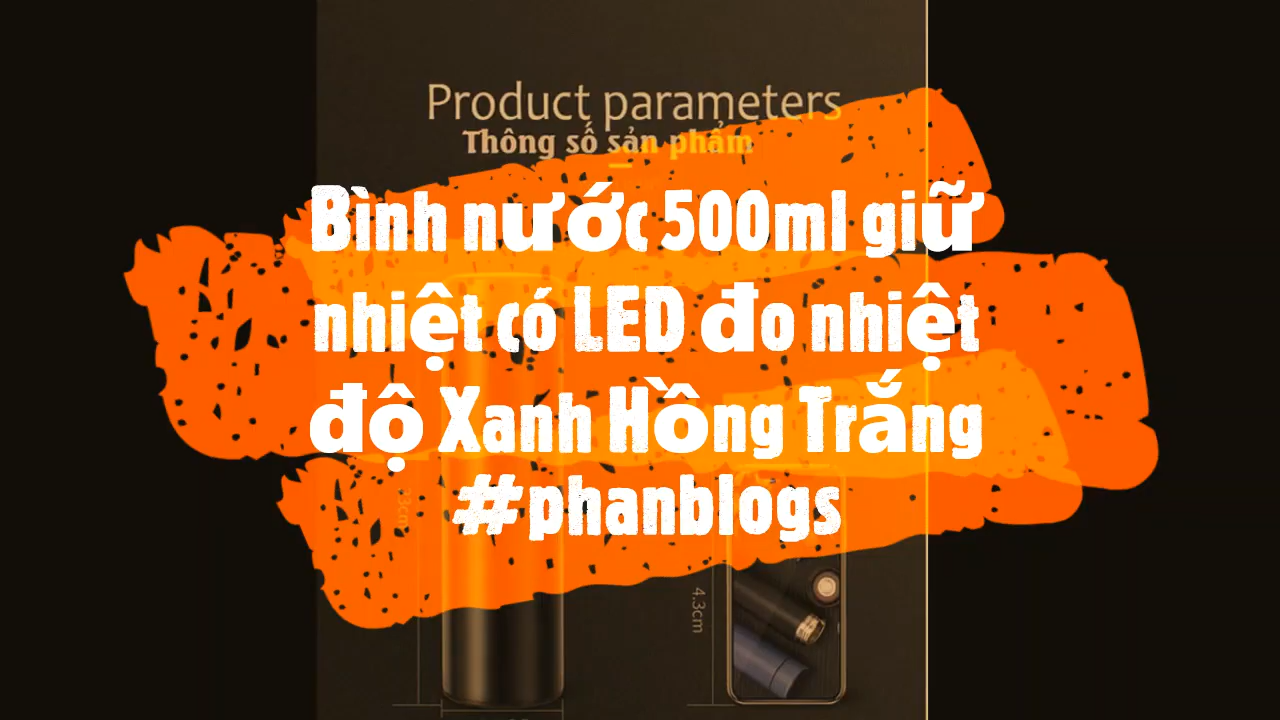 Product parameters
Thông số sản phẩm
Bình nước 500ml giữ
nhiệt có LED đo nhiệt
độ Xanh Hồng Trắng
#phanblogs
4.3cm